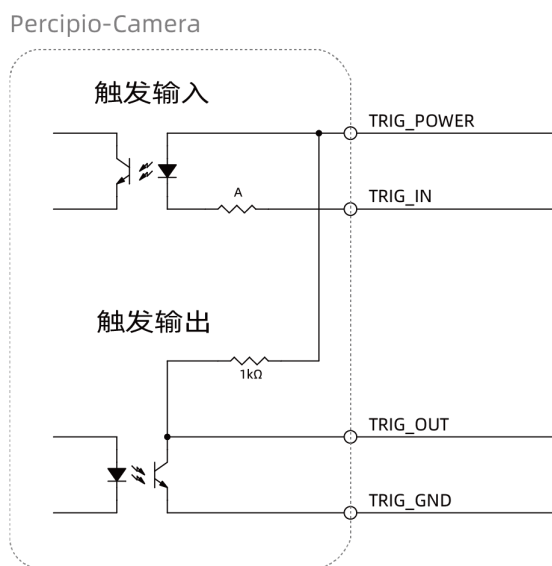 Percipio-Camera
触发输入
TRIG_POWER
A
TRIG_IN
触发输出
1kΩ
TRIG_OUT
TRIG_GND